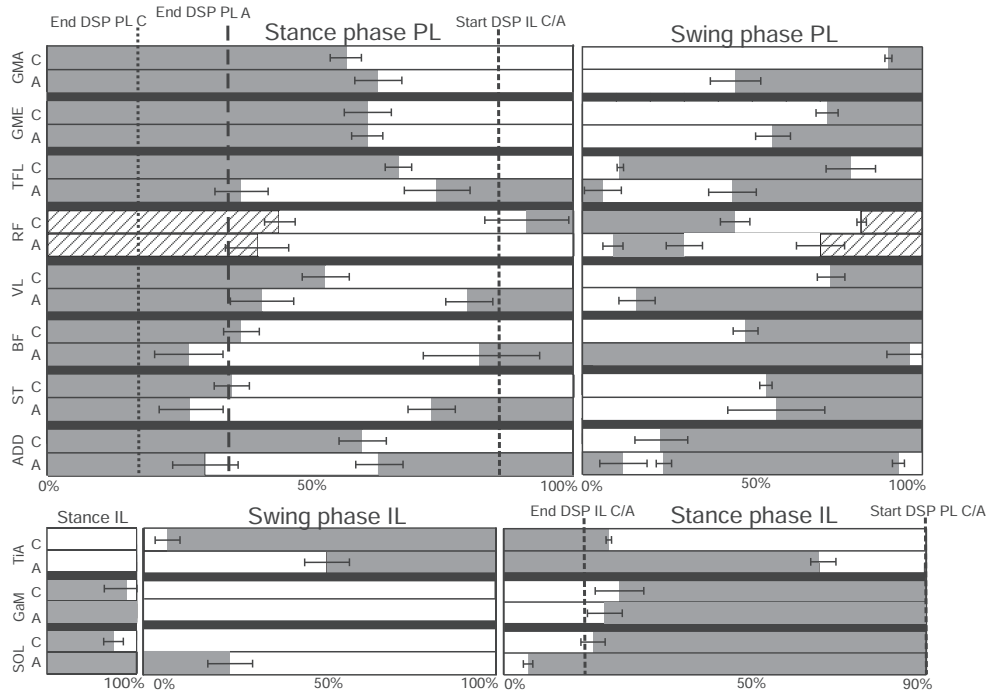 End DSP PL C End DSP PL A Stance phase PL Start DSP IL C/A Swing phase PL
GMA C
A
GME C
A
TFL C
A
RF C
A
VL C
A
BF C
A
ST C
A
ADD C
A
0% 50% 100% 0% 50% 100%
Stance IL Swing phase IL End DSP IL C/A Stance phase IL Start DSP PL C/A
TiA C
A
GaM C
A
SOL C
A
100% 0% 50% 100% 0% 50% 90%